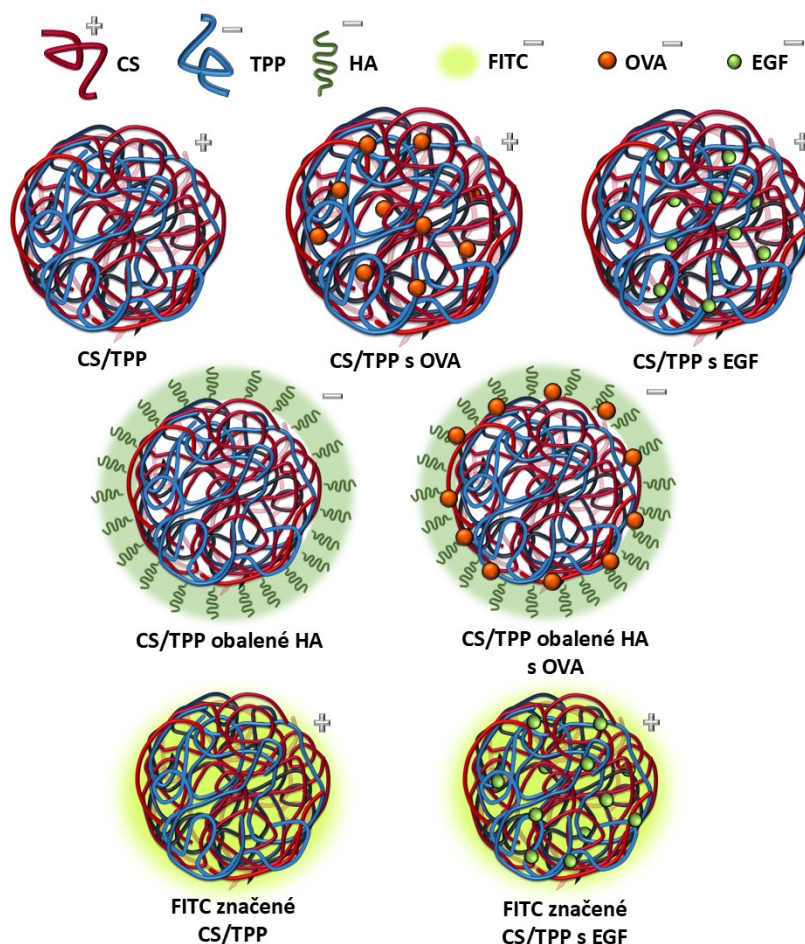 + − − − − −
CS TPP HA FITC OVA EGF
+ + +
CS/TPP CS/TPP s OVA CS/TPP s EGF
− −
CS/TPP obalené HA CS/TPP obalené HA
s OVA
+ +
FITC značené FITC značené
CS/TPP CS/TPP s EGF